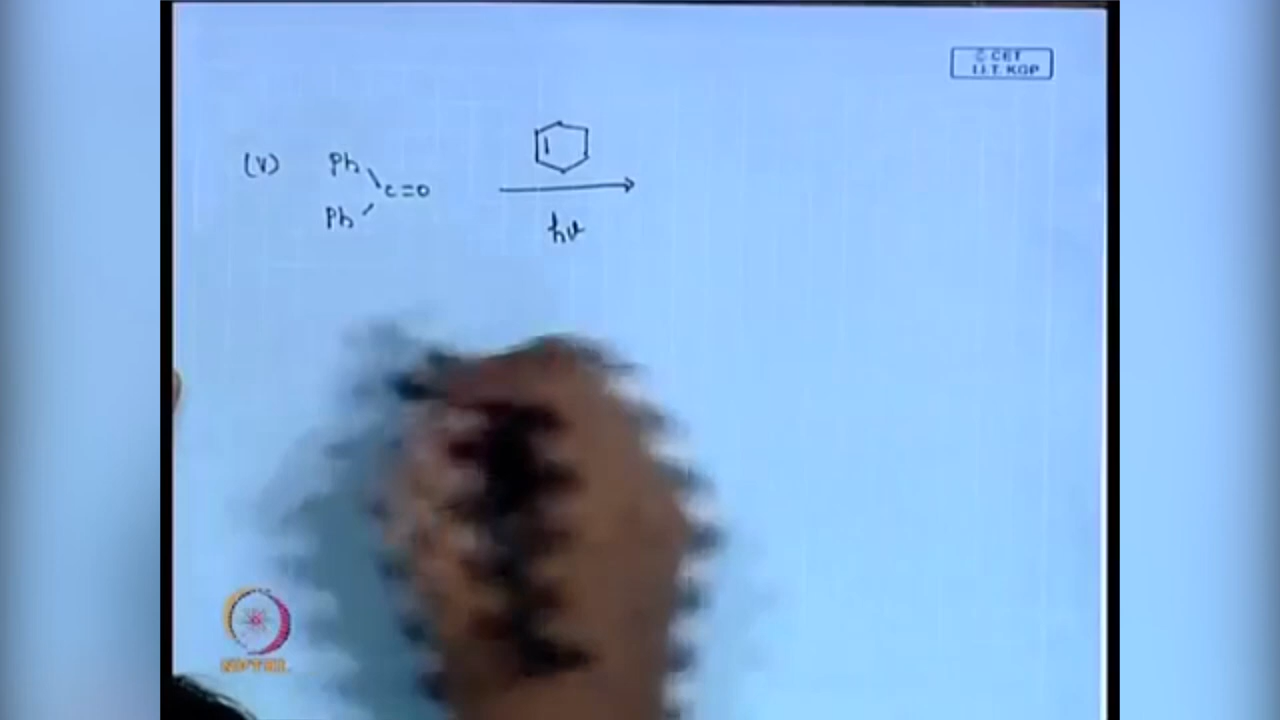 © CET
I.I.T. KGP
(V) Ph
C=O
Ph
hν
NPTEL